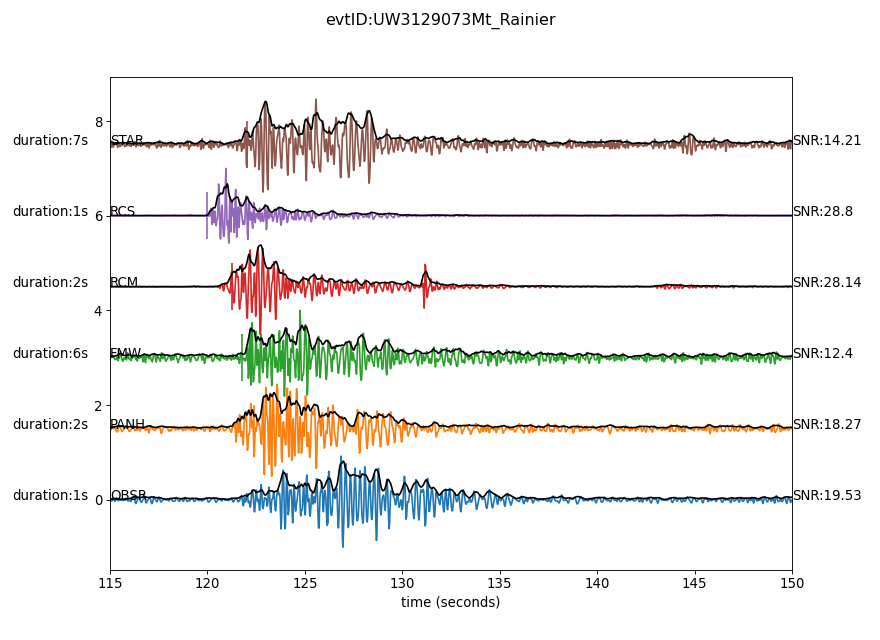 evtID:UW3129073Mt_Rainier
8
duration:7s STAR SNR:14.21
duration:1s RCS SNR:28.8
6
duration:2s RCM SNR:28.14
4
duration:6s FMW SNR:12.4
2
duration:2s PANH SNR:18.27
duration:1s OBSR SNR:19.53
0
115 120 125 130 135 140 145 150
time (seconds)